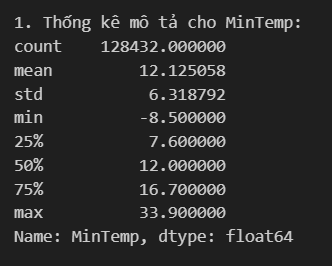 1. Thống kê mô tả cho MinTemp:
count    128432.000000
mean         12.125058
std           6.318792
min          -8.500000
25%           7.600000
50%          12.000000
75%          16.700000
max          33.900000
Name: MinTemp, dtype: float64